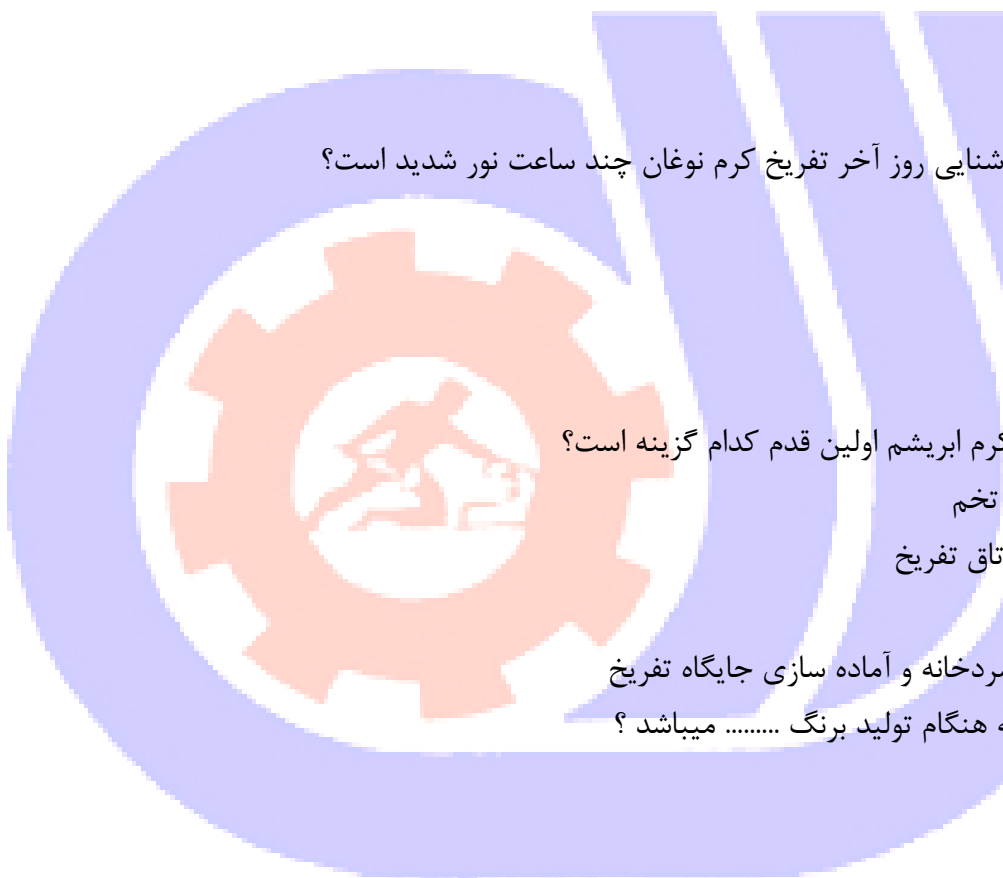 شنایی روز آخر تفریخ کرم نوغان چند ساعت نور شدید است؟
کرم ابریشم اولین قدم کدام گزینه است؟
تخم
تاق تفریخ
سردخانه و آماده سازی جایگاه تفریخ
ه هنگام تولید برنگ ......... میباشد ؟